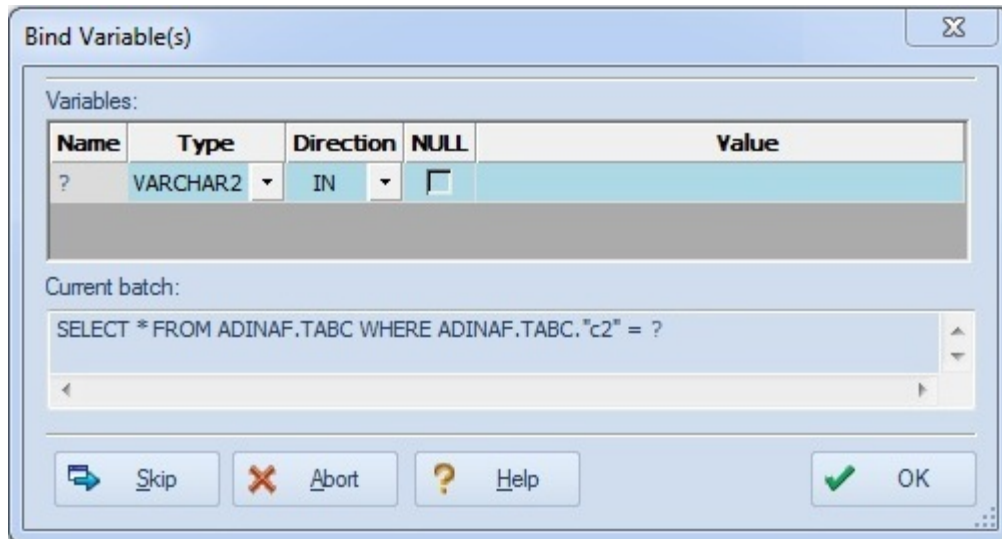 Bind Variable(s)
Variables:
Name Type Direction NULL Value
? VARCHAR2 IN
Current batch:
SELECT * FROM ADINAF.TABC WHERE ADINAF.TABC."c2" = ?
Skip Abort ? Help OK